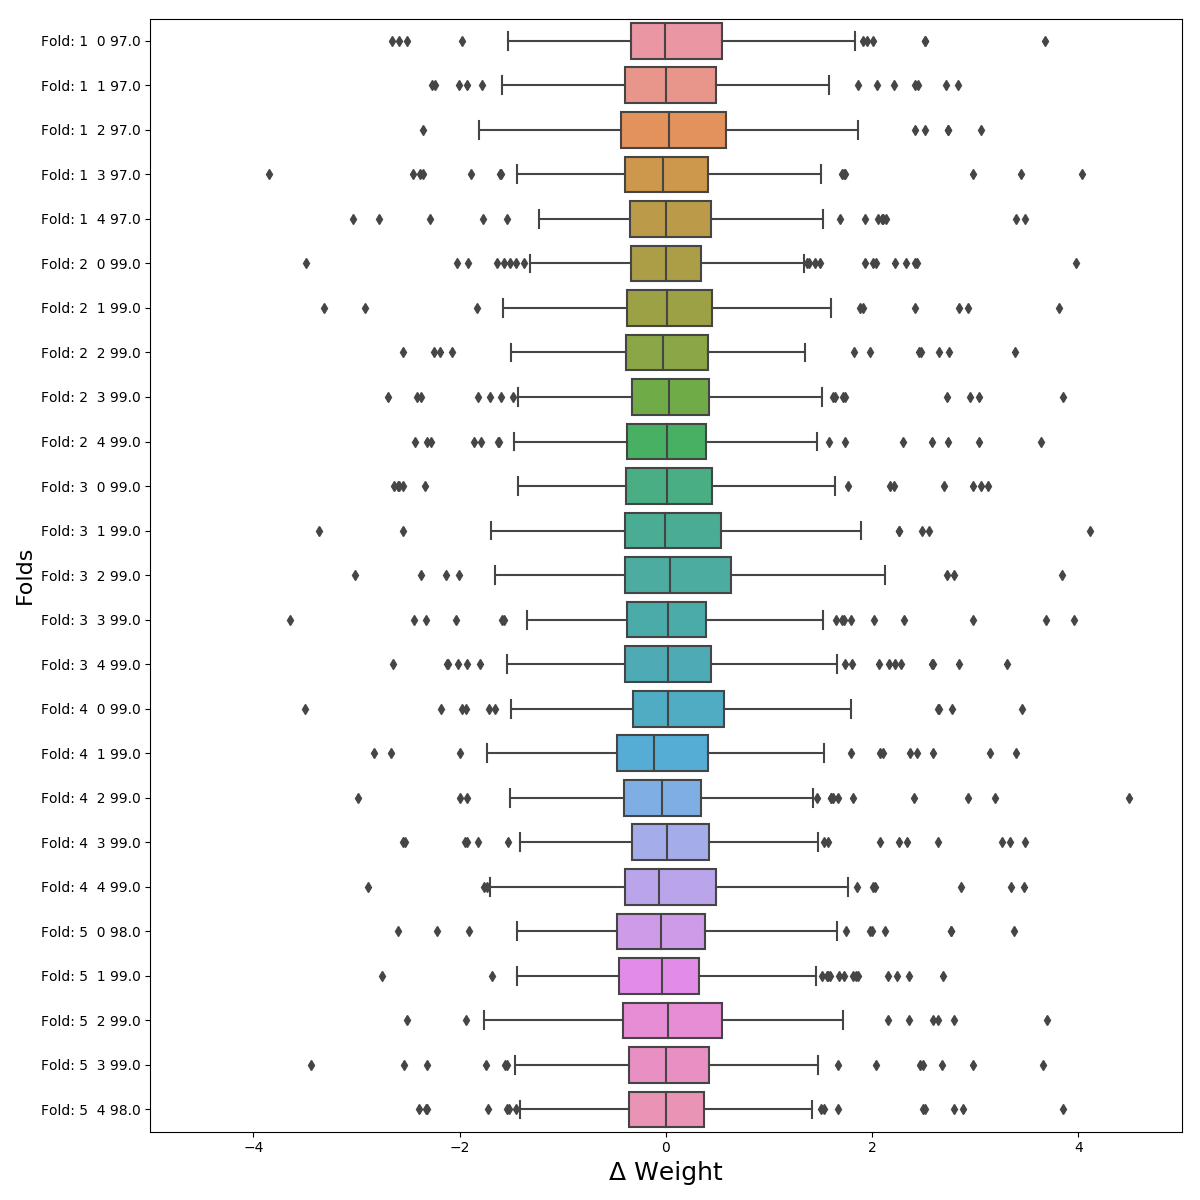 Fold: 1  0 97.0
Fold: 1  1 97.0
Fold: 1  2 97.0
Fold: 1  3 97.0
Fold: 1  4 97.0
Fold: 2  0 99.0
Fold: 2  1 99.0
Fold: 2  2 99.0
Fold: 2  3 99.0
Fold: 2  4 99.0
Fold: 3  0 99.0
Fold: 3  1 99.0
Fold: 3  2 99.0
Fold: 3  3 99.0
Fold: 3  4 99.0
Fold: 4  0 99.0
Fold: 4  1 99.0
Fold: 4  2 99.0
Fold: 4  3 99.0
Fold: 4  4 99.0
Fold: 5  0 98.0
Fold: 5  1 99.0
Fold: 5  2 99.0
Fold: 5  3 99.0
Fold: 5  4 98.0
Folds
−4 −2 0 2 4
Δ Weight